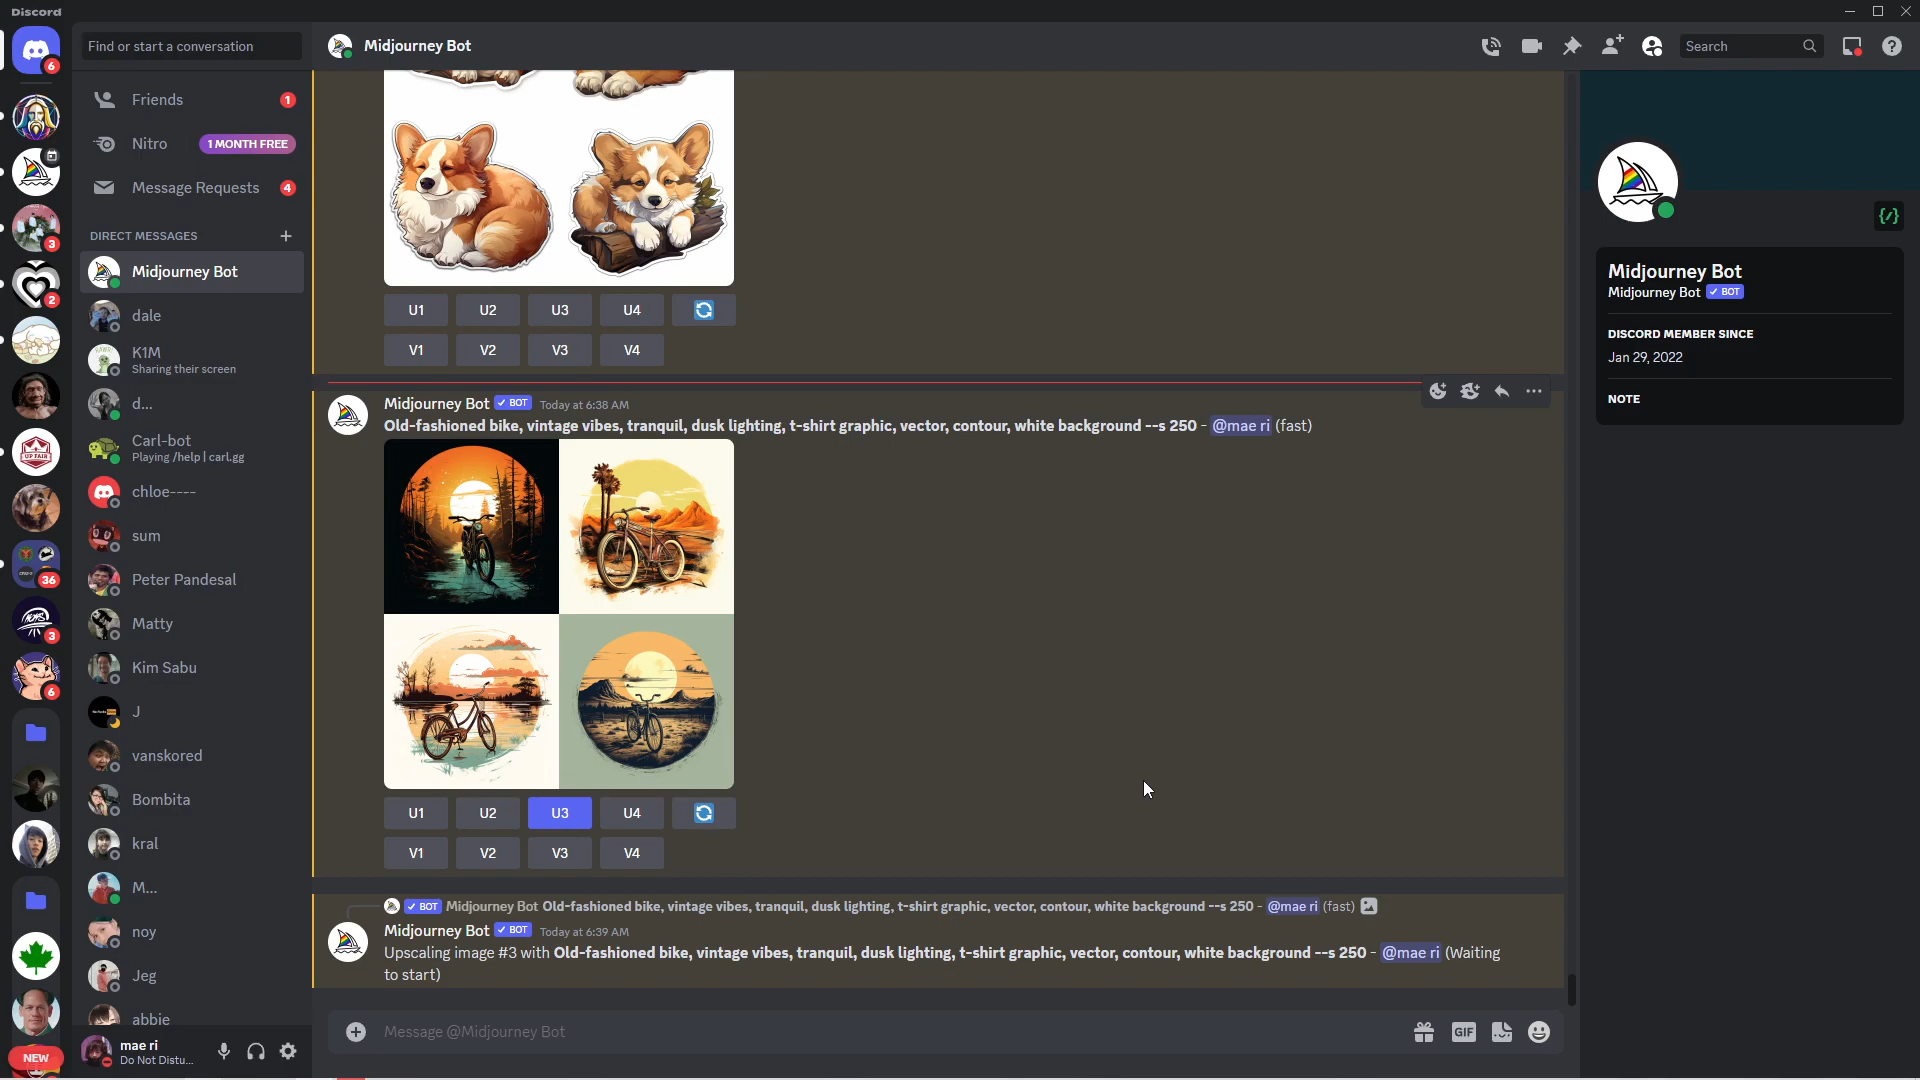 Discord
Find or start a conversation
Midjourney Bot
Search
6
Friends
1
Nitro
1 MONTH FREE
Message Requests
4
DIRECT MESSAGES
3
2
36
3
6
NEW
Midjourney Bot
dale
K1M
Sharing their screen
d...
Carl-bot
Playing /help | carl.gg
chloe----
sum
Peter Pandesal
Matty
Kim Sabu
J
vanskored
Bombita
kral
M...
noy
Jeg
abbie
mae ri
Do Not Distu...
U1 U2 U3 U4
V1 V2 V3 V4
Midjourney Bot BOT Today at 6:38 AM
Old-fashioned bike, vintage vibes, tranquil, dusk lighting, t-shirt graphic, vector, contour, white background --s 250 - @mae ri (fast)
U1 U2 U3 U4
V1 V2 V3 V4
BOT Midjourney Bot Old-fashioned bike, vintage vibes, tranquil, dusk lighting, t-shirt graphic, vector, contour, white background --s 250 - @mae ri (fast)
Midjourney Bot BOT Today at 6:39 AM
Upscaling image #3 with Old-fashioned bike, vintage vibes, tranquil, dusk lighting, t-shirt graphic, vector, contour, white background --s 250 - @mae ri (Waiting
to start)
Message @Midjourney Bot
GIF
Midjourney Bot
Midjourney Bot BOT
DISCORD MEMBER SINCE
Jan 29, 2022
NOTE